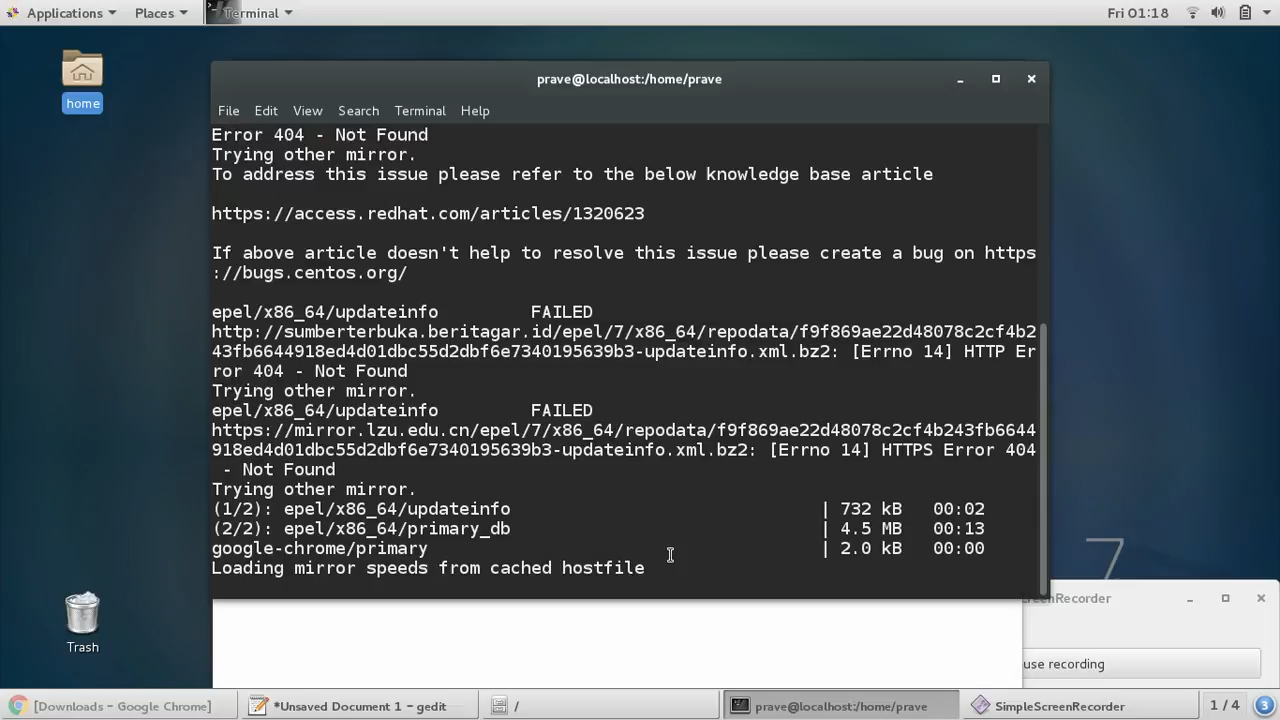 Applications Places Terminal Fri 01:18
home
prave@localhost:/home/prave
File Edit View Search Terminal Help
Error 404 - Not Found
Trying other mirror.
To address this issue please refer to the below knowledge base article
https://access.redhat.com/articles/1320623
If above article doesn't help to resolve this issue please create a bug on https
://bugs.centos.org/
epel/x86_64/updateinfo FAILED
http://sumberterbuka.beritagar.id/epel/7/x86_64/repodata/f9f869ae22d48078c2cf4b2
43fb6644918ed4d01dbc55d2dbf6e7340195639b3-updateinfo.xml.bz2: [Errno 14] HTTP Er
ror 404 - Not Found
Trying other mirror.
epel/x86_64/updateinfo FAILED
https://mirror.lzu.edu.cn/epel/7/x86_64/repodata/f9f869ae22d48078c2cf4b243fb6644
918ed4d01dbc55d2dbf6e7340195639b3-updateinfo.xml.bz2: [Errno 14] HTTPS Error 404
- Not Found
Trying other mirror.
(1/2): epel/x86_64/updateinfo | 732 kB 00:02
(2/2): epel/x86_64/primary_db | 4.5 MB 00:13
google-chrome/primary | 2.0 kB 00:00
Loading mirror speeds from cached hostfile
7
Trash
reenRecorder
use recording
[Downloads - Google Chrome] *Unsaved Document 1 - gedit / prave@localhost:/home/prave SimpleScreenRecorder 1 / 4 3